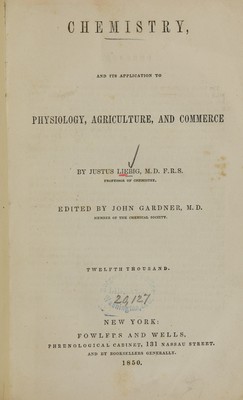 CHEMISTRY,
AND ITS APPLICATION TO
PHYSIOLOGY, AGRICULTURE, AND COMMERCE
BY JUSTUS LIEBIG, M.D. F.R.S.
PROFESSOR OF CHEMISTRY.
EDITED BY JOHN GARDNER, M.D.
MEMBER OF THE CHEMICAL SOCIETY.
TWELFTH THOUSAND.
20,127
NEW YORK:
FOWLERS AND WELLS,
PHRENOLOGICAL CABINET, 131 NASSAU STREET.
AND BY BOOKSELLERS GENERALLY.
1850.